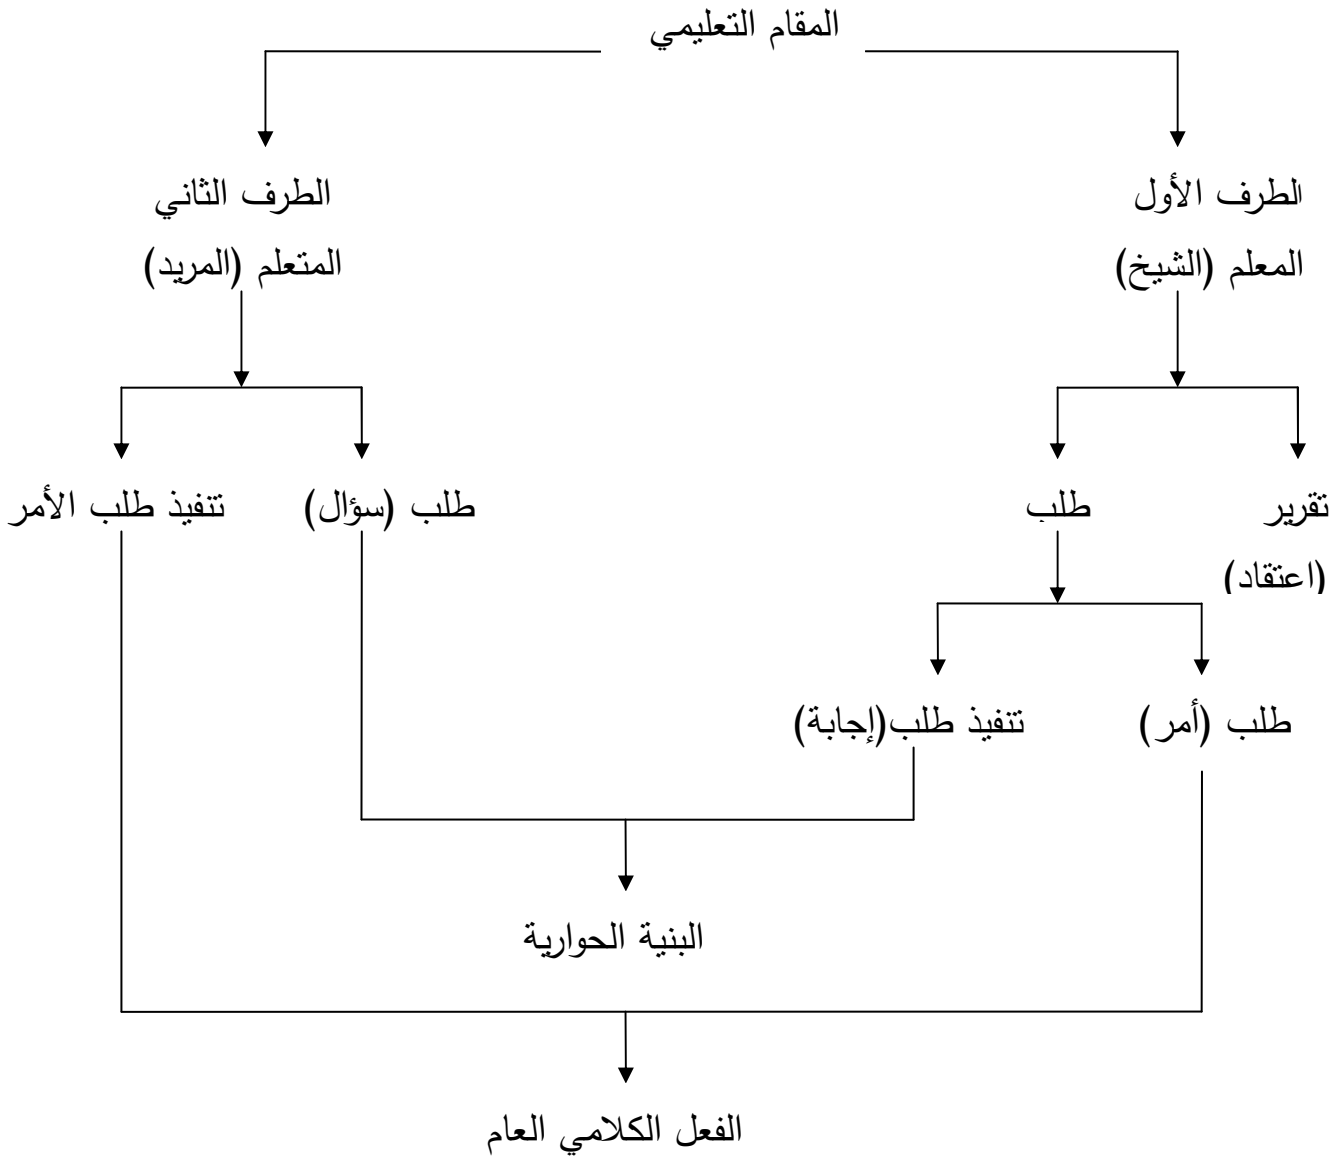 المقام التعليمي
الطرف الأول
المعلم (الشيخ)
الطرف الثاني
المتعلم (المريد)
تقرير
(اعتقاد)
طلب
طلب (سؤال)
تنفيذ طلب الأمر
طلب (أمر)
تنفيذ طلب(إجابة)
البنية الحوارية
الفعل الكلامي العام